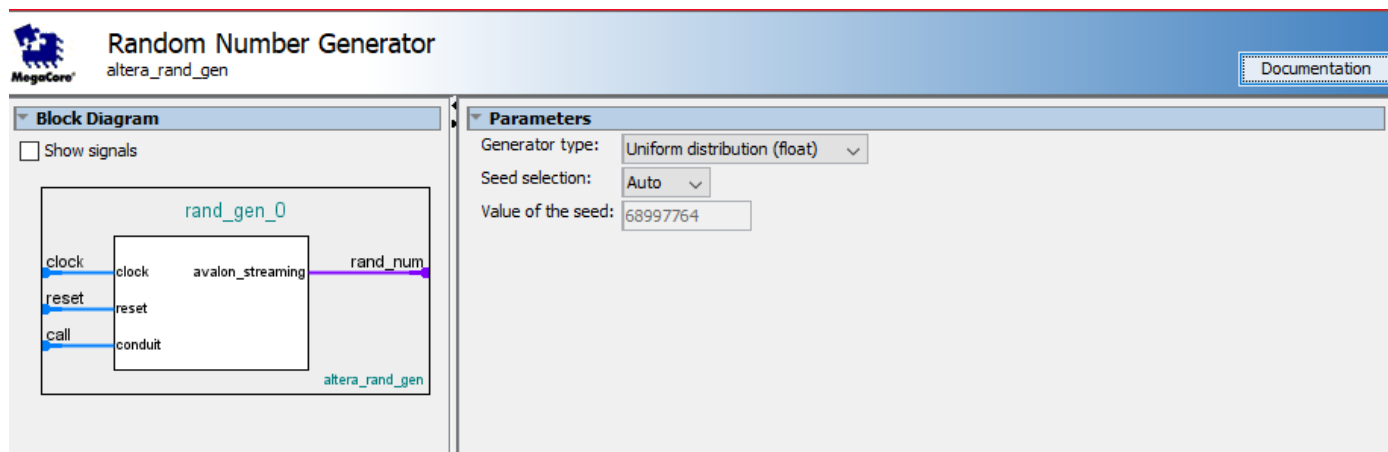 Random Number Generator
altera_rand_gen
MegaCore®
Documentation
Block Diagram
Show signals
rand_gen_0
clock
clock
avalon_streaming
rand_num
reset
reset
call
conduit
altera_rand_gen
Parameters
Generator type: Uniform distribution (float)
Seed selection: Auto
Value of the seed: 68997764